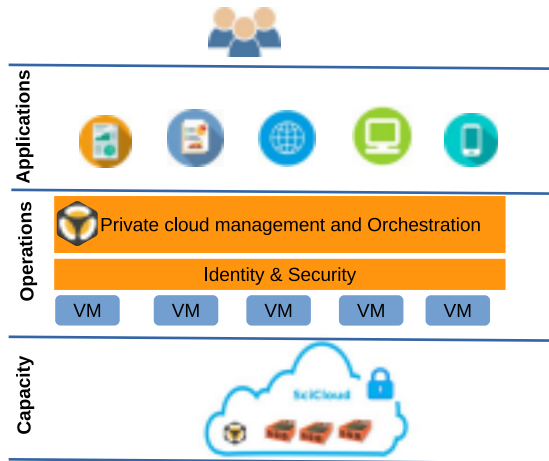 Applications
Operations
Private cloud management and Orchestration
Identity & Security
VM VM VM VM VM
Capacity
SciCloud